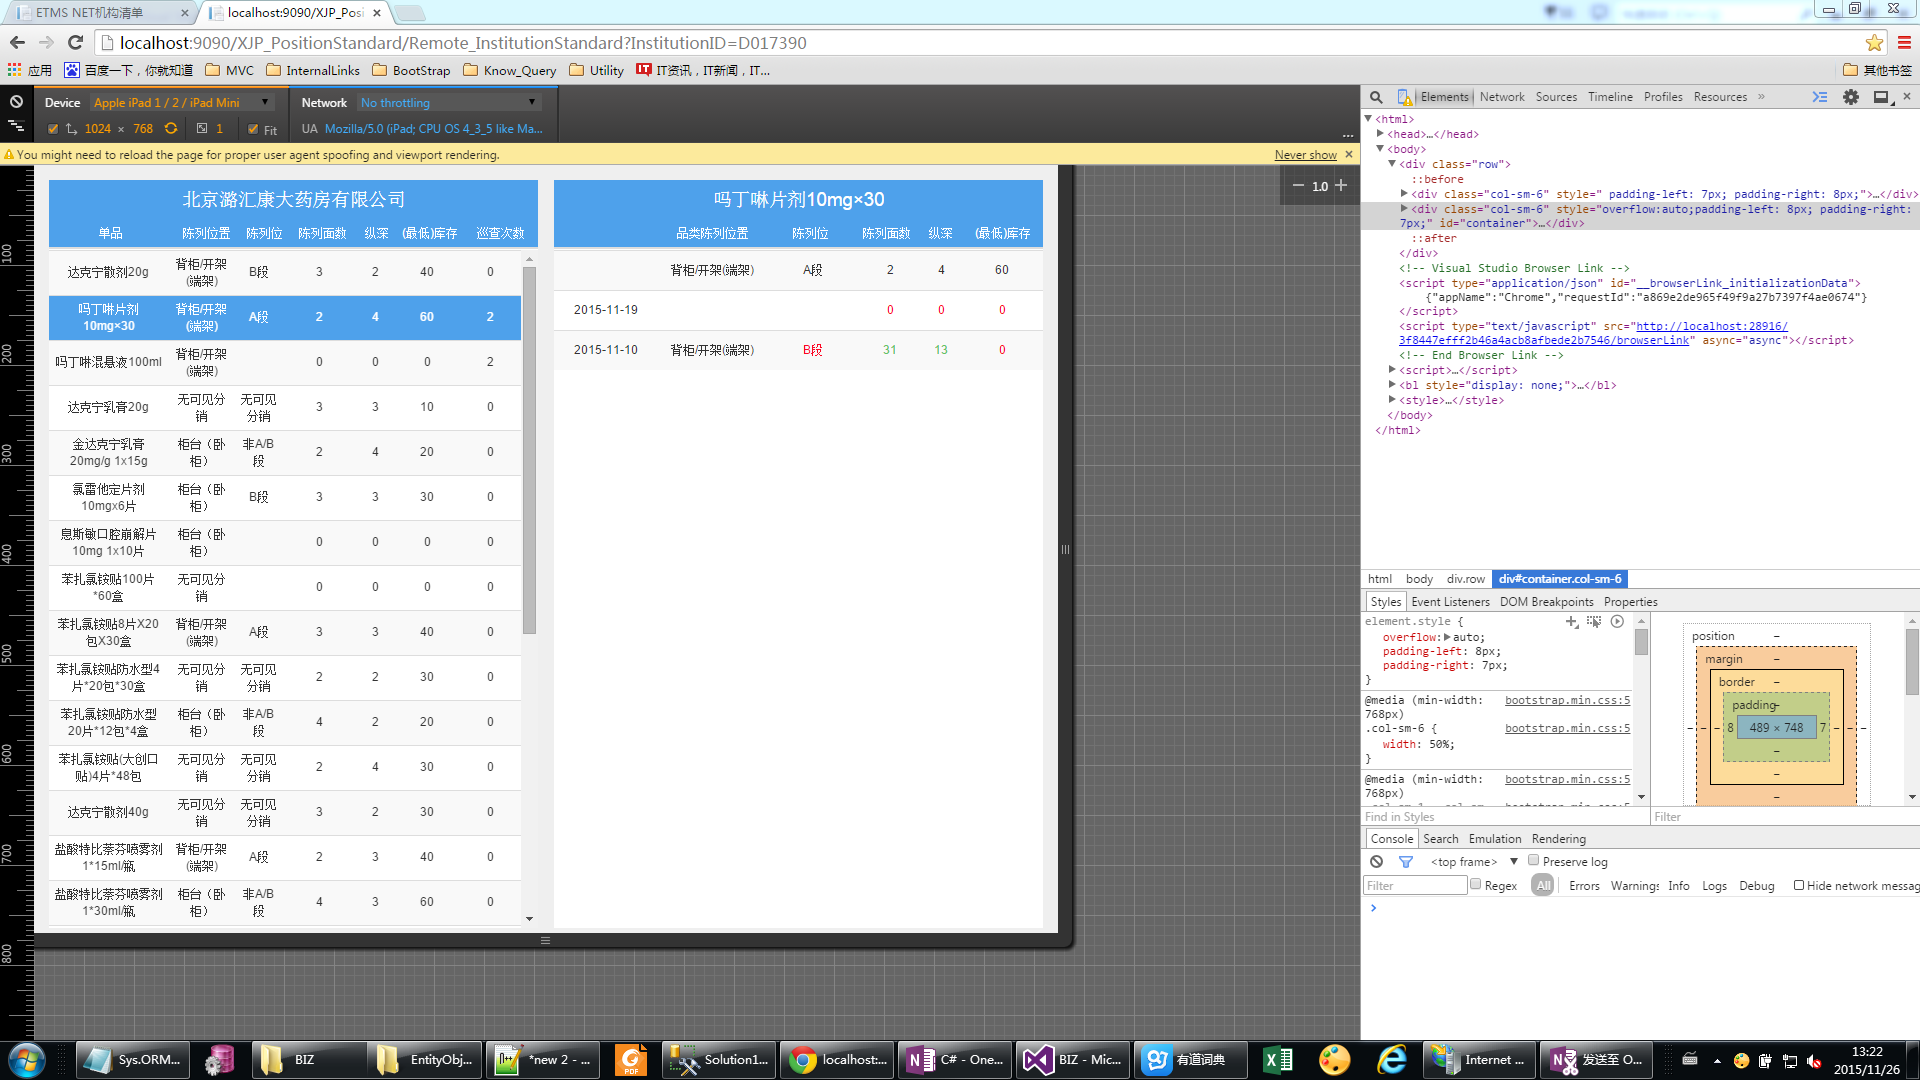 ETMS NET机构清单
localhost:9090/XJP_Posi
localhost:9090/XJP_PositionStandard/Remote_InstitutionStandard?InstitutionID=D017390
应用
百度一下，你就知道
MVC
InternalLinks
BootStrap
Know_Query
Utility
IT资讯，IT新闻，IT...
其他书签
Device
Apple iPad 1 / 2 / iPad Mini
Network
No throttling
1024 × 768
1
Fit
UA Mozilla/5.0 (iPad; CPU OS 4_3_5 like Ma...
...
You might need to reload the page for proper user agent spoofing and viewport rendering.
Never show
100
200
300
400
500
600
700
800
1.0
北京潞汇康大药房有限公司
单品 陈列位置 陈列位 陈列面数 纵深 (最低)库存 巡查次数
达克宁散剂20g 背柜/开架(端架) B段 3 2 40 0
吗丁啉片剂10mg×30 背柜/开架(端架) A段 2 4 60 2
吗丁啉混悬液100ml 背柜/开架(端架) 0 0 0 2
达克宁乳膏20g 无可见分销 无可见分销 3 3 10 0
金达克宁乳膏20mg/g 1x15g 柜台（卧柜） 非A/B段 2 4 20 0
氯雷他定片剂10mgx6片 柜台（卧柜） B段 3 3 30 0
息斯敏口腔崩解片10mg 1x10片 柜台（卧柜） 0 0 0 0
苯扎氯铵贴100片*60盒 无可见分销 0 0 0 0
苯扎氯铵贴8片X20包X30盒 背柜/开架(端架) A段 3 3 40 0
苯扎氯铵贴防水型4片*20包*30盒 无可见分销 无可见分销 2 2 30 0
苯扎氯铵贴防水型20片*12包*4盒 柜台（卧柜） 非A/B段 4 2 20 0
苯扎氯铵贴(大创口贴)4片*48包 无可见分销 无可见分销 2 4 30 0
达克宁散剂40g 无可见分销 无可见分销 3 2 30 0
盐酸特比萘芬喷雾剂1*15ml/瓶 背柜/开架(端架) A段 2 3 40 0
盐酸特比萘芬喷雾剂1*30ml/瓶 柜台（卧柜） 非A/B段 4 3 60 0
吗丁啉片剂10mg×30
品类陈列位置 陈列位 陈列面数 纵深 (最低)库存
背柜/开架(端架) A段 2 4 60
2015-11-19 0 0 0
2015-11-10 背柜/开架(端架) B段 31 13 0
Elements Network Sources Timeline Profiles Resources »
<html>
<head>…</head>
<body>
<div class="row">
::before
<div class="col-sm-6" style=" padding-left: 7px; padding-right: 8px;">…</div>
<div class="col-sm-6" style="overflow:auto;padding-left: 8px; padding-right:
7px;" id="container">…</div>
::after
</div>
<!-- Visual Studio Browser Link -->
<script type="application/json" id="__browserLink_initializationData">
{"appName":"Chrome","requestId":"a869e2de965f49f9a27b7397f4ae0674"}
</script>
<script type="text/javascript" src="http://localhost:28916/
3f8447efff2b46a4acb8afbede2b7546/browserLink" async="async"></script>
<!-- End Browser Link -->
<script>…</script>
<bl style="display: none;">…</bl>
<style>…</style>
</body>
</html>
html body div.row div#container.col-sm-6
Styles Event Listeners DOM Breakpoints Properties
element.style {
overflow: auto;
padding-left: 8px;
padding-right: 7px;
}
@media (min-width: 768px) bootstrap.min.css:5
.col-sm-6 { bootstrap.min.css:5
width: 50%;
}
@media (min-width: 768px) bootstrap.min.css:5
Find in Styles
position –
margin –
border –
padding –
– – – 8 489 × 748 7 – – –
–
–
–
Filter
Console Search Emulation Rendering
<top frame> ▼ Preserve log
Filter Regex All Errors Warnings Info Logs Debug Hide network messag
Sys.ORM...
BIZ
EntityObj...
*new 2 - ...
PDF
Solution1...
localhost:...
C# - One...
BIZ - Mic...
有道词典
Internet ...
发送至 O...
13:22
2015/11/26